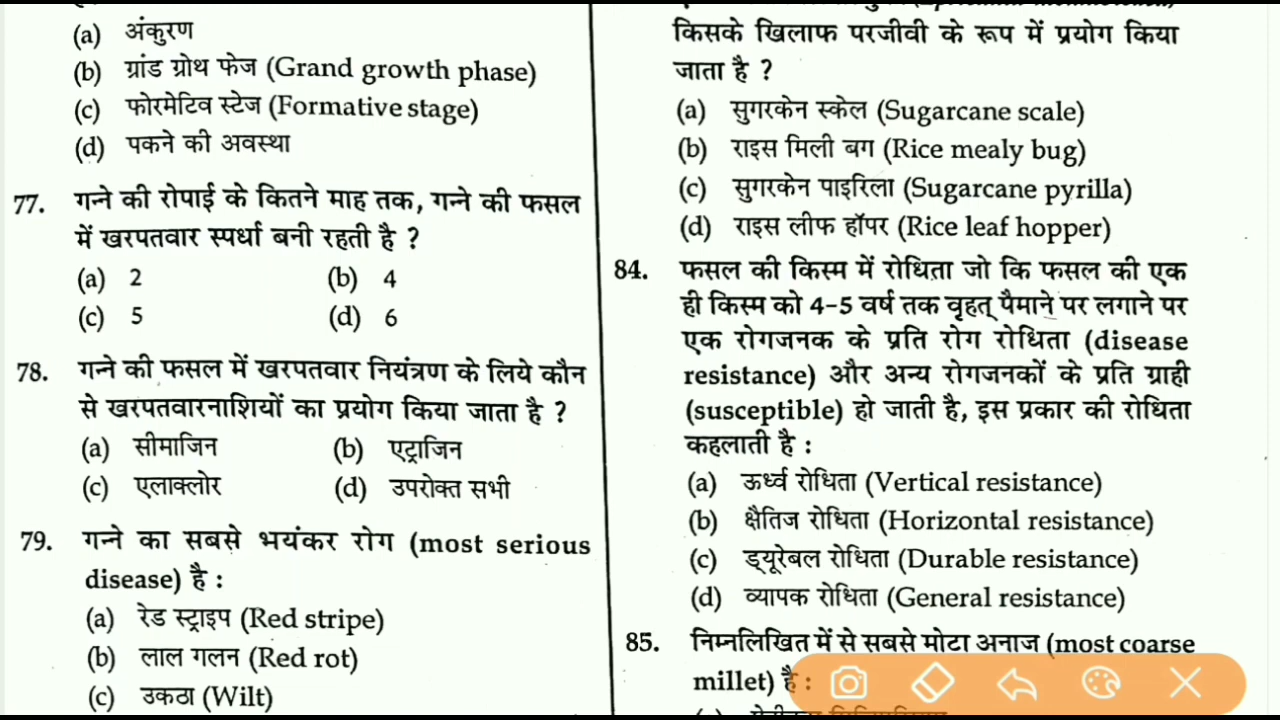 (a) अंकुरण
(b) ग्रांड ग्रोथ फेज (Grand growth phase)
(c) फोरमेटिव स्टेज (Formative stage)
(d) पकने की अवस्था
77. गन्ने की रोपाई के कितने माह तक, गन्ने की फसल
में खरपतवार स्पर्धा बनी रहती है ?
(a) 2 (b) 4
(c) 5 (d) 6
78. गन्ने की फसल में खरपतवार नियंत्रण के लिये कौन
से खरपतवारनाशियों का प्रयोग किया जाता है ?
(a) सीमाजिन (b) एट्राजिन
(c) एलाक्लोर (d) उपरोक्त सभी
79. गन्ने का सबसे भयंकर रोग (most serious
disease) है :
(a) रेड स्ट्राइप (Red stripe)
(b) लाल गलन (Red rot)
(c) उकठा (Wilt)
किसके खिलाफ परजीवी के रूप में प्रयोग किया
जाता है ?
(a) सुगरकेन स्केल (Sugarcane scale)
(b) राइस मिली बग (Rice mealy bug)
(c) सुगरकेन पाइरिला (Sugarcane pyrilla)
(d) राइस लीफ हॉपर (Rice leaf hopper)
84. फसल की किस्म में रोधिता जो कि फसल की एक
ही किस्म को 4-5 वर्ष तक वृहत् पैमाने पर लगाने पर
एक रोगजनक के प्रति रोग रोधिता (disease
resistance) और अन्य रोगजनकों के प्रति ग्राही
(susceptible) हो जाती है, इस प्रकार की रोधिता
कहलाती है :
(a) ऊर्ध्व रोधिता (Vertical resistance)
(b) क्षैतिज रोधिता (Horizontal resistance)
(c) ड्यूरेबल रोधिता (Durable resistance)
(d) व्यापक रोधिता (General resistance)
85. निम्नलिखित में से सबसे मोटा अनाज (most coarse
millet) है :